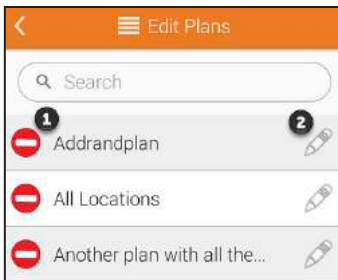 Edit Plans
Search
1
2
Addrandplan
All Locations
Another plan with all the...